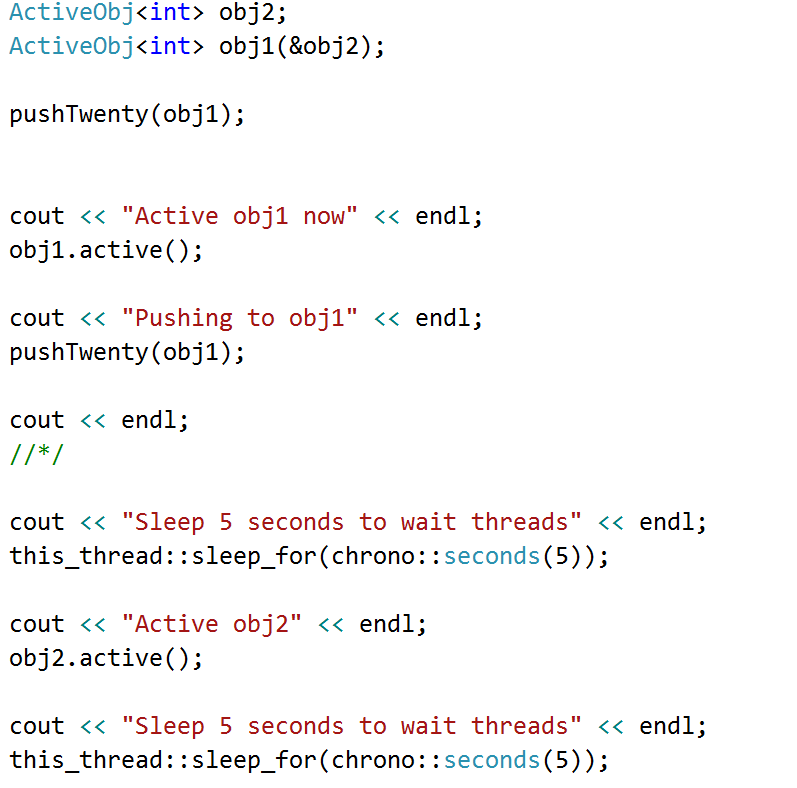 ActiveObj<int> obj2;
ActiveObj<int> obj1(&obj2);
pushTwenty(obj1);
cout << "Active obj1 now" << endl;
obj1.active();
cout << "Pushing to obj1" << endl;
pushTwenty(obj1);
cout << endl;
//*/
cout << "Sleep 5 seconds to wait threads" << endl;
this_thread::sleep_for(chrono::seconds(5));
cout << "Active obj2" << endl;
obj2.active();
cout << "Sleep 5 seconds to wait threads" << endl;
this_thread::sleep_for(chrono::seconds(5));